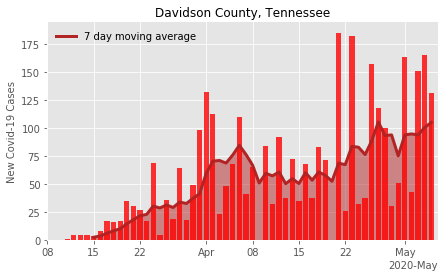 Davidson County, Tennessee
7 day moving average
New Covid-19 Cases
175
150
125
100
75
50
25
0
08 15 22 Apr 08 15 22 May
2020-May